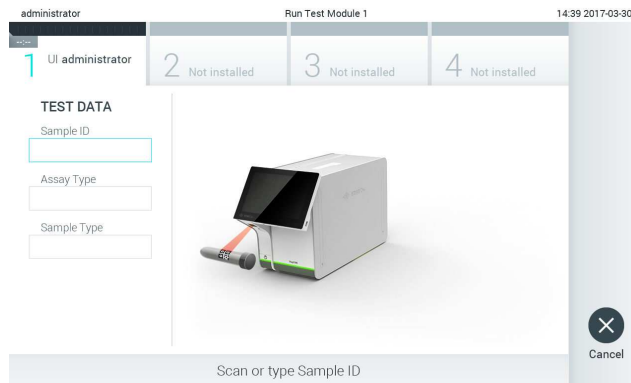 administrator
Run Test Module 1
14:39 2017-03-30
--:--
1 UI administrator
2 Not installed
3 Not installed
4 Not installed
TEST DATA
Sample ID
Assay Type
Sample Type
Cancel
Scan or type Sample ID